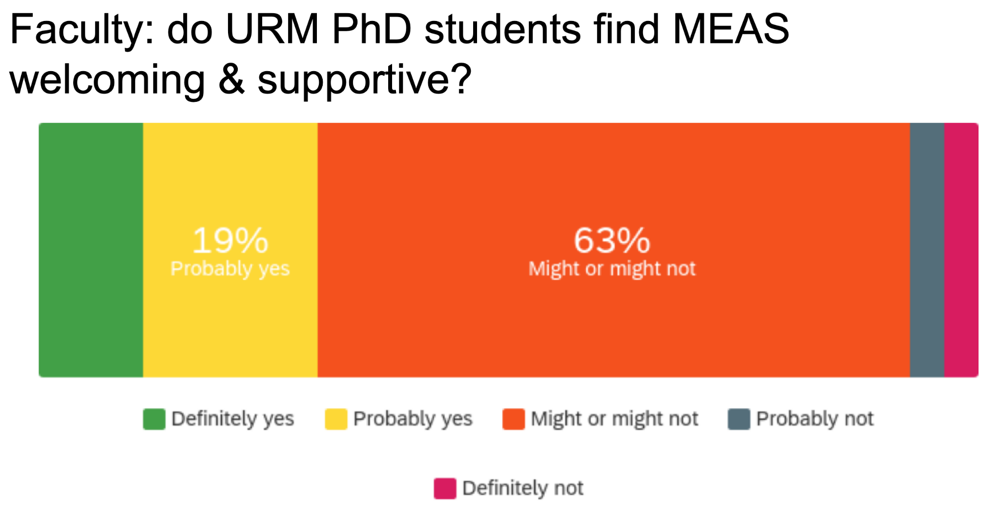 Faculty: do URM PhD students find MEAS
welcoming & supportive?
19%
Probably yes
63%
Might or might not
Definitely yes
Probably yes
Might or might not
Probably not
Definitely not